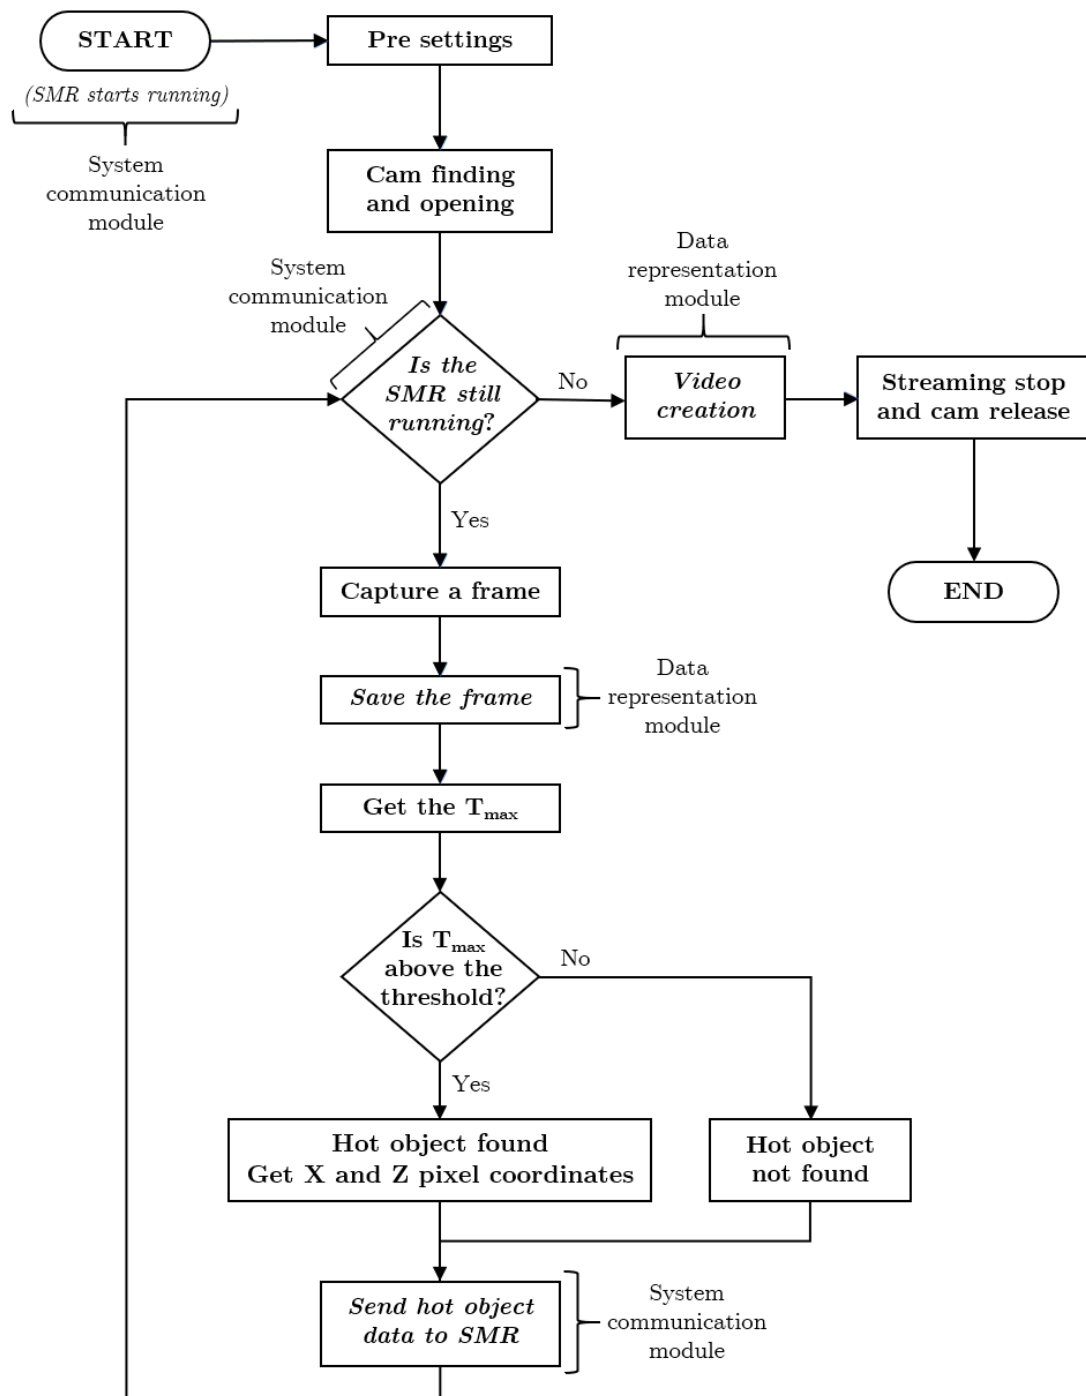 START
Pre settings
(SMR starts running)
System
communication
module
Cam finding
and opening
System
communication
module
Data
representation
module
Is the
SMR still
running?
No
Video
creation
Streaming stop
and cam release
Yes
END
Capture a frame
Save the frame
Data
representation
module
Get the Tmax
Is Tmax
above the
threshold?
No
Yes
Hot object found
Get X and Z pixel coordinates
Hot object
not found
Send hot object
data to SMR
System
communication
module